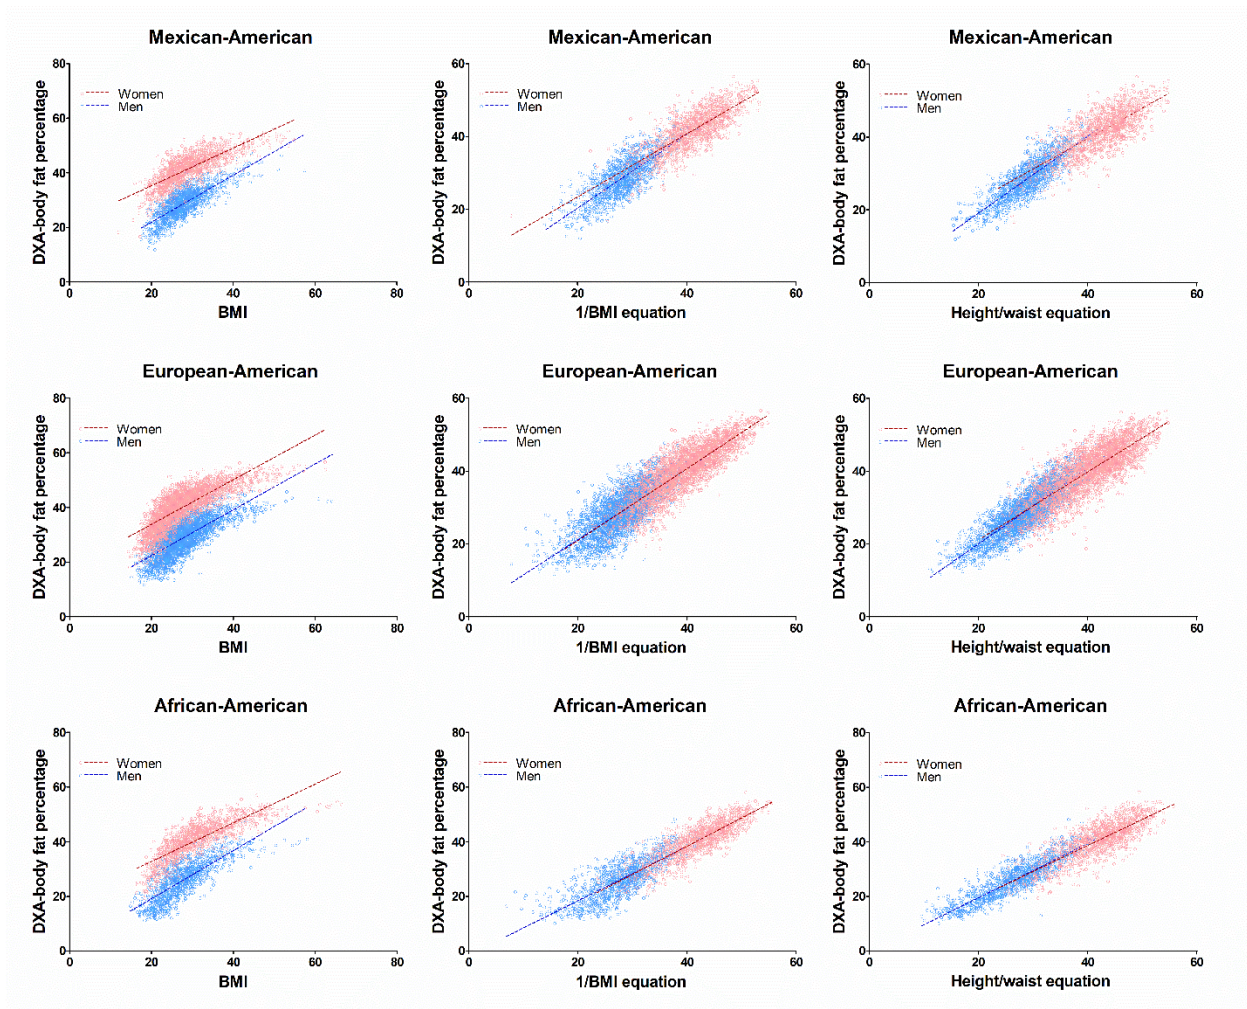 Mexican-American
80
60
40
20
0
DXA-body fat percentage
Women
Men
0 20 40 60 80
BMI
Mexican-American
60
40
20
0
DXA-body fat percentage
Women
Men
0 20 40 60
1/BMI equation
Mexican-American
60
40
20
0
DXA-body fat percentage
Women
Men
0 20 40 60
Height/waist equation
European-American
80
60
40
20
0
DXA-body fat percentage
Women
Men
0 20 40 60 80
BMI
European-American
60
40
20
0
DXA-body fat percentage
Women
Men
0 20 40 60
1/BMI equation
European-American
60
40
20
0
DXA-body fat percentage
Women
Men
0 20 40 60
Height/waist equation
African-American
80
60
40
20
0
DXA-body fat percentage
Women
Men
0 20 40 60 80
BMI
African-American
80
60
40
20
0
DXA-body fat percentage
Women
Men
0 20 40 60
1/BMI equation
African-American
80
60
40
20
0
DXA-body fat percentage
Women
Men
0 20 40 60
Height/waist equation